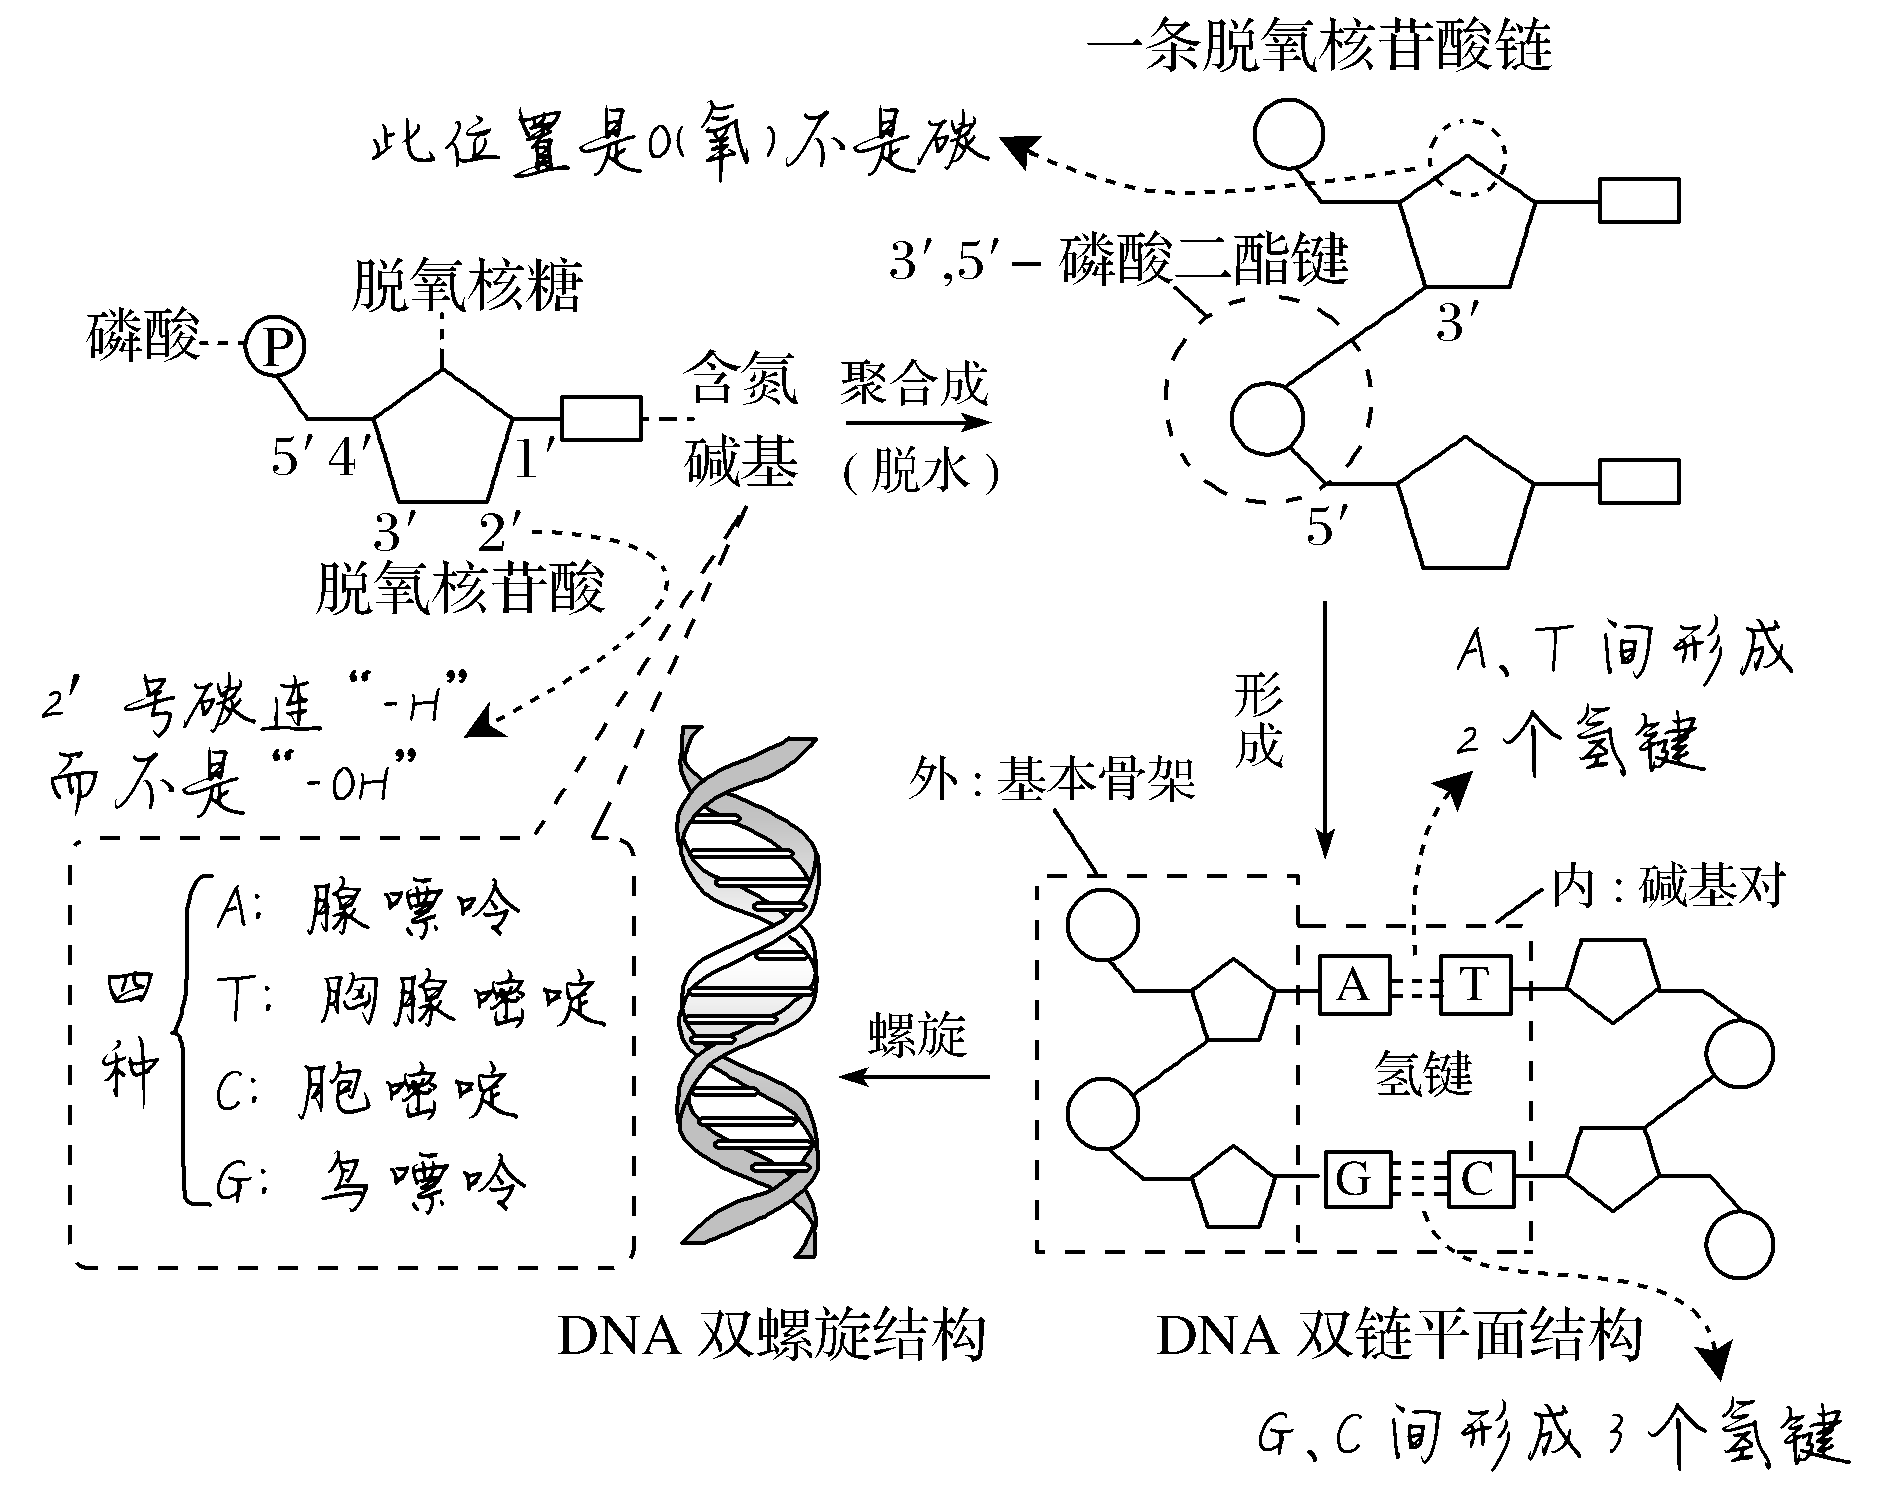 一条脱氧核苷酸链
此位置是O(氧)不是碳
3′,5′－磷酸二酯键
3′
5′
脱氧核糖
磷酸
P
含氮
碱基
5′ 4′
1′
3′
2′
脱氧核苷酸
聚合成
(脱水)
2′号碳连“-H”
而不是“-OH”
四种
A: 腺嘌呤
T: 胸腺嘧啶
C: 胞嘧啶
G: 鸟嘌呤
形成
A、T间形成
2个氢键
外:基本骨架
内:碱基对
A
T
氢键
G
C
螺旋
DNA 双螺旋结构
DNA 双链平面结构
G、C间形成3个氢键